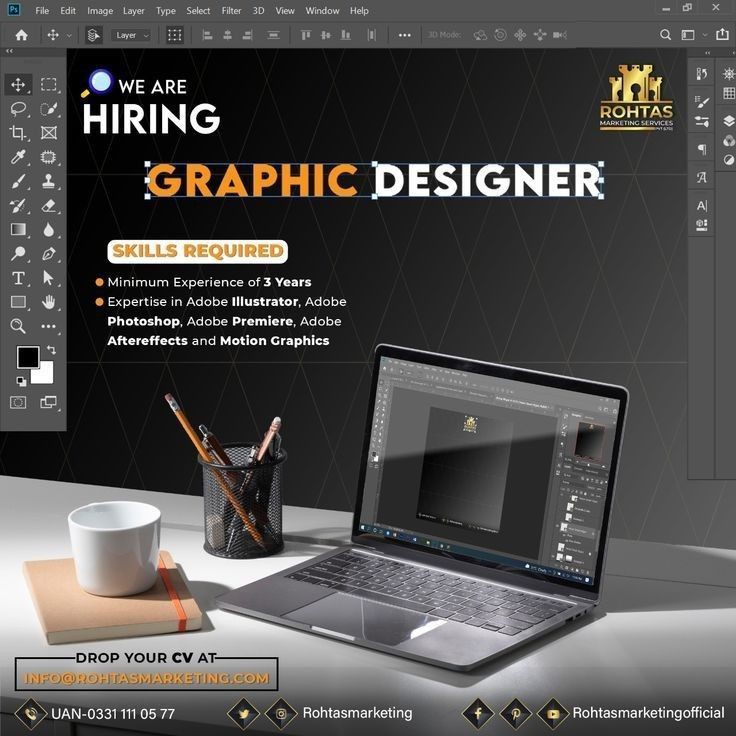 Ps File Edit Image Layer Type Select Filter 3D View Window Help
Layer 3D Mode:
WE ARE
HIRING
ROHTAS
MARKETING SERVICES
GRAPHIC DESIGNER
SKILLS REQUIRED
Minimum Experience of 3 Years
Expertise in Adobe Illustrator, Adobe
Photoshop, Adobe Premiere, Adobe
Aftereffects and Motion Graphics
DROP YOUR CV AT
INFO@ROHTASMARKETING.COM
UAN-0331 111 05 77 Rohtasmarketing Rohtasmarketingofficial